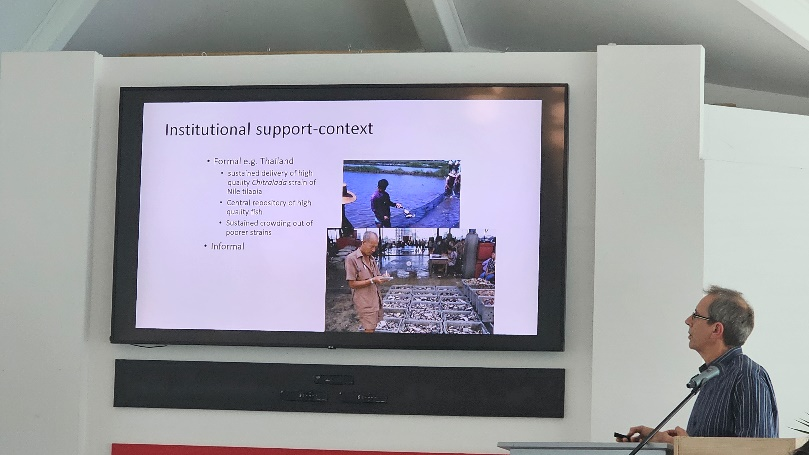 Institutional support-context
• Formal e.g. Thailand
• sustained delivery of high
quality Chitralada strain of
Nile tilapia
• Central repository of high
quality fish
• Sustained crowding out of
poorer strains
• Informal